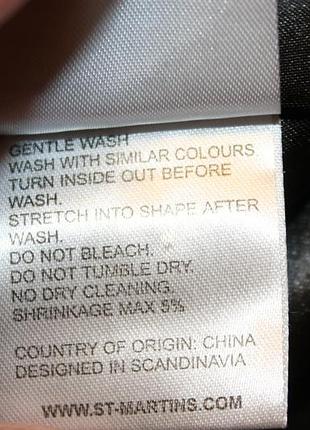 GENTLE WASH
WASH WITH SIMILAR COLOURS
TURN INSIDE OUT BEFORE
WASH.
STRETCH INTO SHAPE AFTER
WASH.
DO NOT BLEACH.
DO NOT TUMBLE DRY.
NO DRY CLEANING.
SHRINKAGE MAX 5%
COUNTRY OF ORIGIN: CHINA
DESIGNED IN SCANDINAVIA
WWW.ST-MARTINS.COM